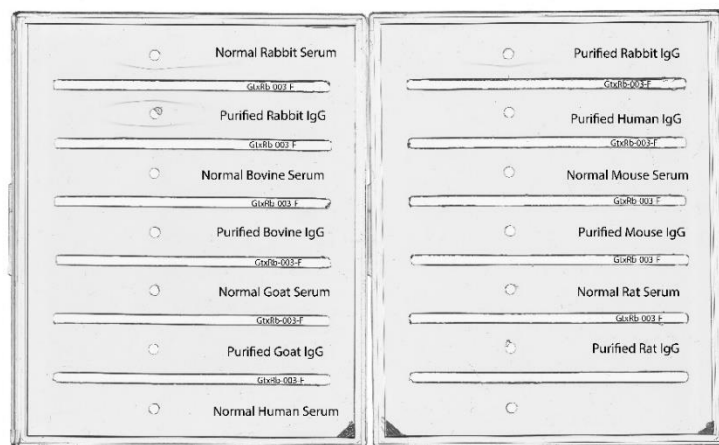 Normal Rabbit Serum
GtxRb 003 F
Purified Rabbit IgG
GtxRb 003 F
Normal Bovine Serum
GtxRb 003 F
Purified Bovine IgG
GtxRb-003-F
Normal Goat Serum
GtxRb-003-F
Purified Goat IgG
GtxRb-003-F
Normal Human Serum
Purified Rabbit IgG
GtxRb-003-F
Purified Human IgG
GtxRb-003-F
Normal Mouse Serum
GtxRb-003-F
Purified Mouse IgG
GtxRb 003 F
Normal Rat Serum
GtxRb 003 F
Purified Rat IgG